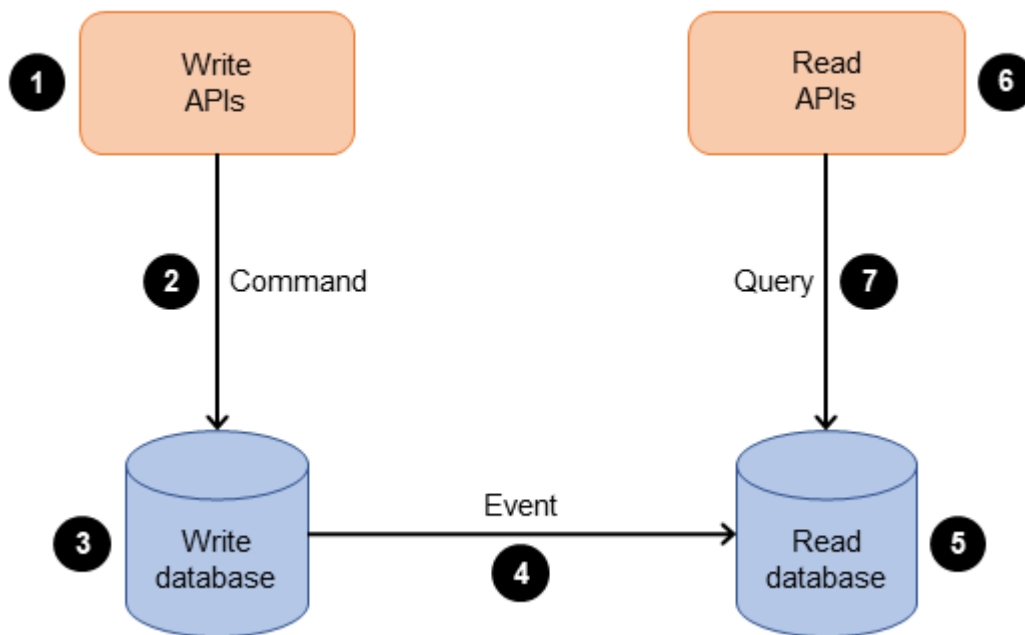 1
Write
APIs
Read
APIs
6
2
Command
Query
7
Event
3
Write
database
4
Read
database
5